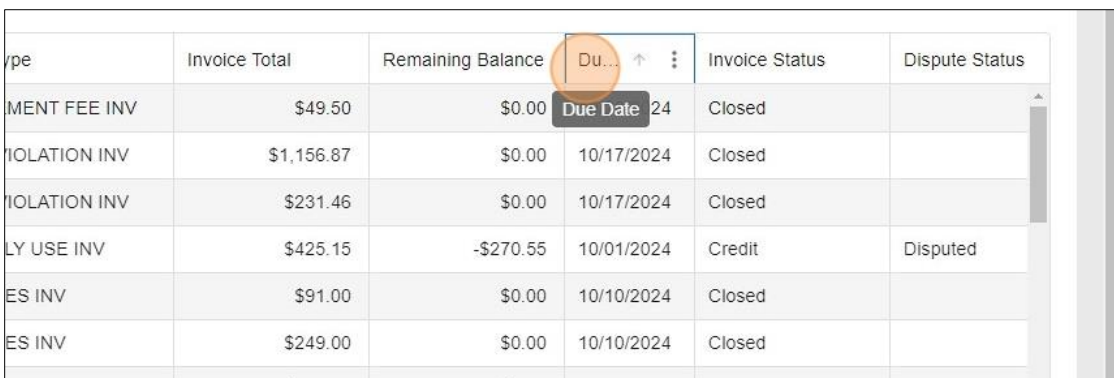 ype Invoice Total Remaining Balance Du... Invoice Status Dispute Status
MENT FEE INV $49.50 $0.00 Due Date 24 Closed
IOLATION INV $1,156.87 $0.00 10/17/2024 Closed
IOLATION INV $231.46 $0.00 10/17/2024 Closed
LY USE INV $425.15 -$270.55 10/01/2024 Credit Disputed
ES INV $91.00 $0.00 10/10/2024 Closed
ES INV $249.00 $0.00 10/10/2024 Closed